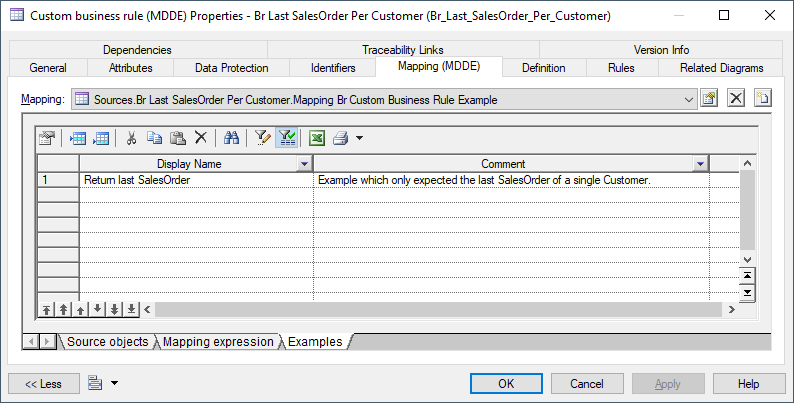 Custom business rule (MDDE) Properties - Br Last SalesOrder Per Customer (Br_Last_SalesOrder_Per_Customer)
Dependencies Traceability Links Version Info
General Attributes Data Protection Identifiers Mapping (MDDE) Definition Rules Related Diagrams
Mapping: Sources.Br Last SalesOrder Per Customer.Mapping Br Custom Business Rule Example
Display Name Comment
1 Return last SalesOrder Example which only expected the last SalesOrder of a single Customer.
Source objects Mapping expression Examples
<< Less OK Cancel Apply Help